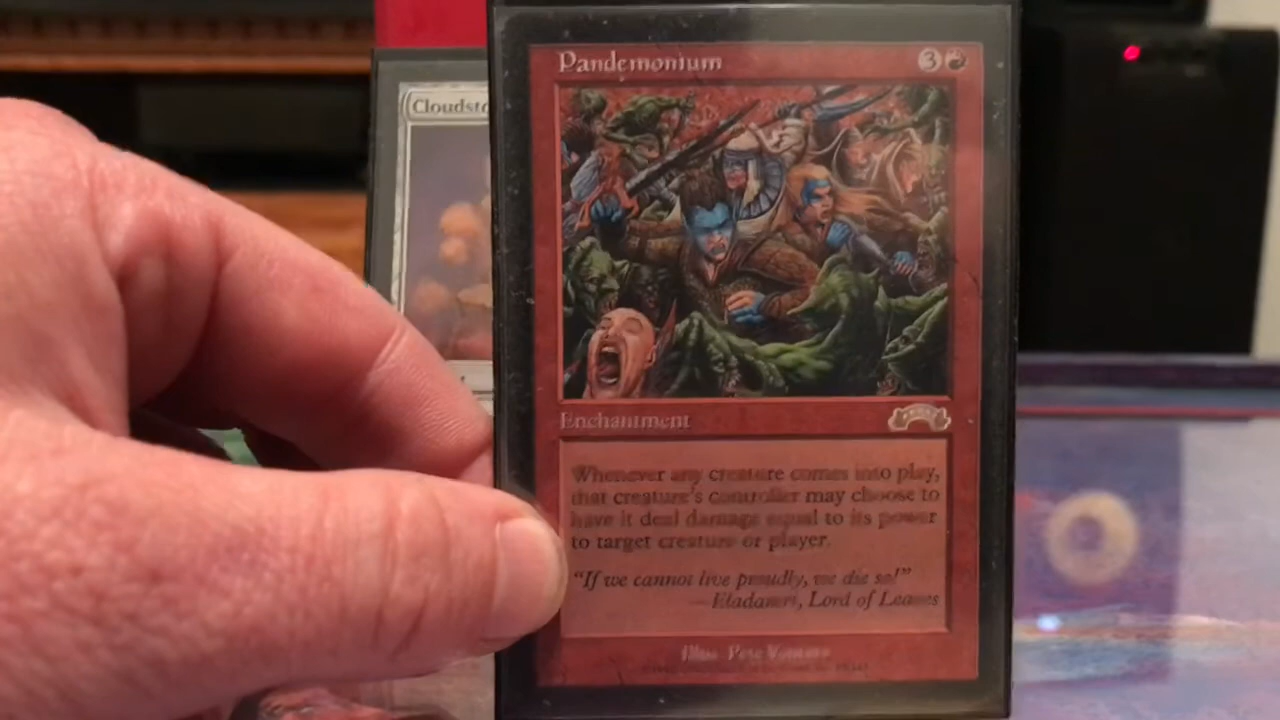 Pandemonium 3
Cloudsto
Enchantment
Whenever any creature comes into play,
that creature's controller may choose to
have it deal damage equal to its power
to target creature or player.
"If we cannot live proudly, we die so!"
—Eladamri, Lord of Leaves
Illus. Pete Venters